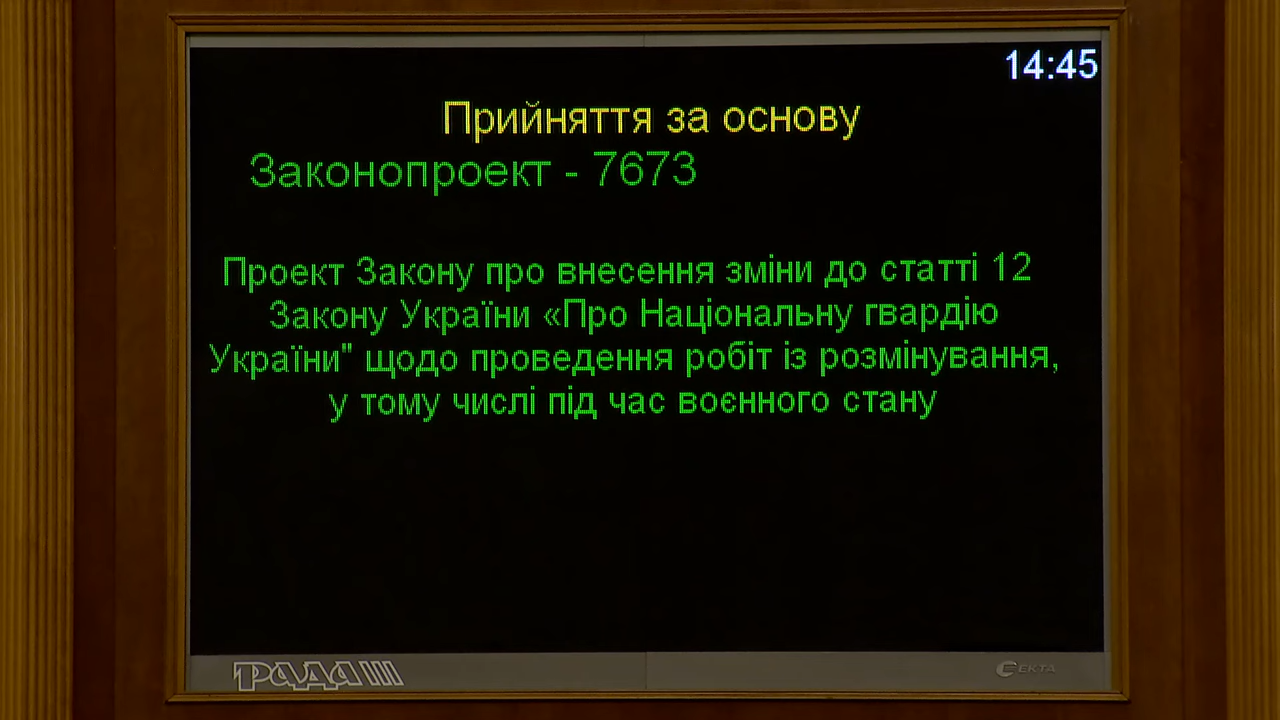 14:45
Прийняття за основу
Законопроект - 7673
Проект Закону про внесення зміни до статті 12
Закону України «Про Національну гвардію
України" щодо проведення робіт із розмінування,
у тому числі під час воєнного стану
РАДА III
ЕКТА